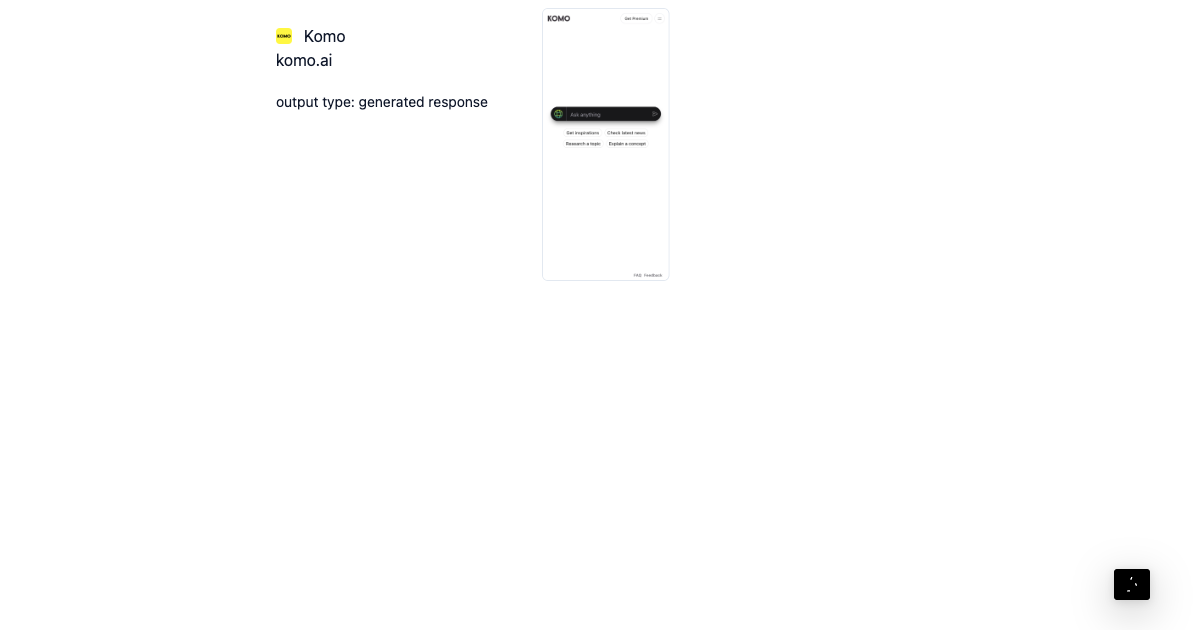 KOMO Komo
komo.ai
output type: generated response
KOMO
Get Premium
Ask anything
Get inspirations
Check latest news
Research a topic
Explain a concept
FAQ Feedback